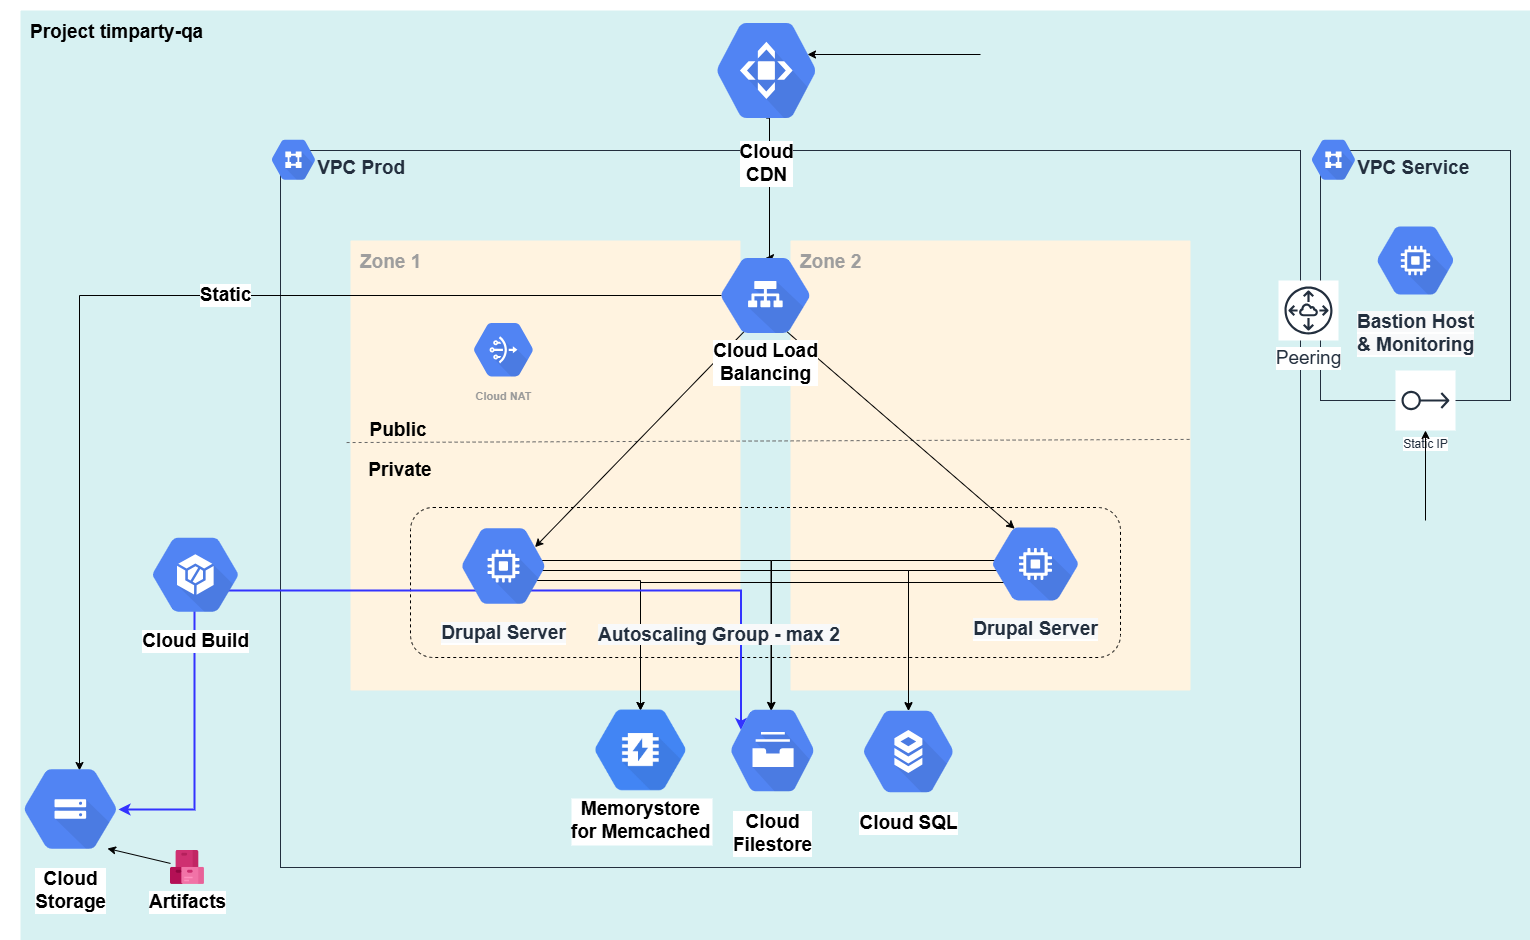 Project timparty-qa
Cloud
CDN
VPC Prod
VPC Service
Zone 1
Zone 2
Static
Cloud Load
Balancing
Cloud NAT
Bastion Host
& Monitoring
Peering
Static IP
Public
Private
Drupal Server
Autoscaling Group - max 2
Drupal Server
Cloud Build
Memorystore
for Memcached
Cloud
Filestore
Cloud SQL
Cloud
Storage
Artifacts